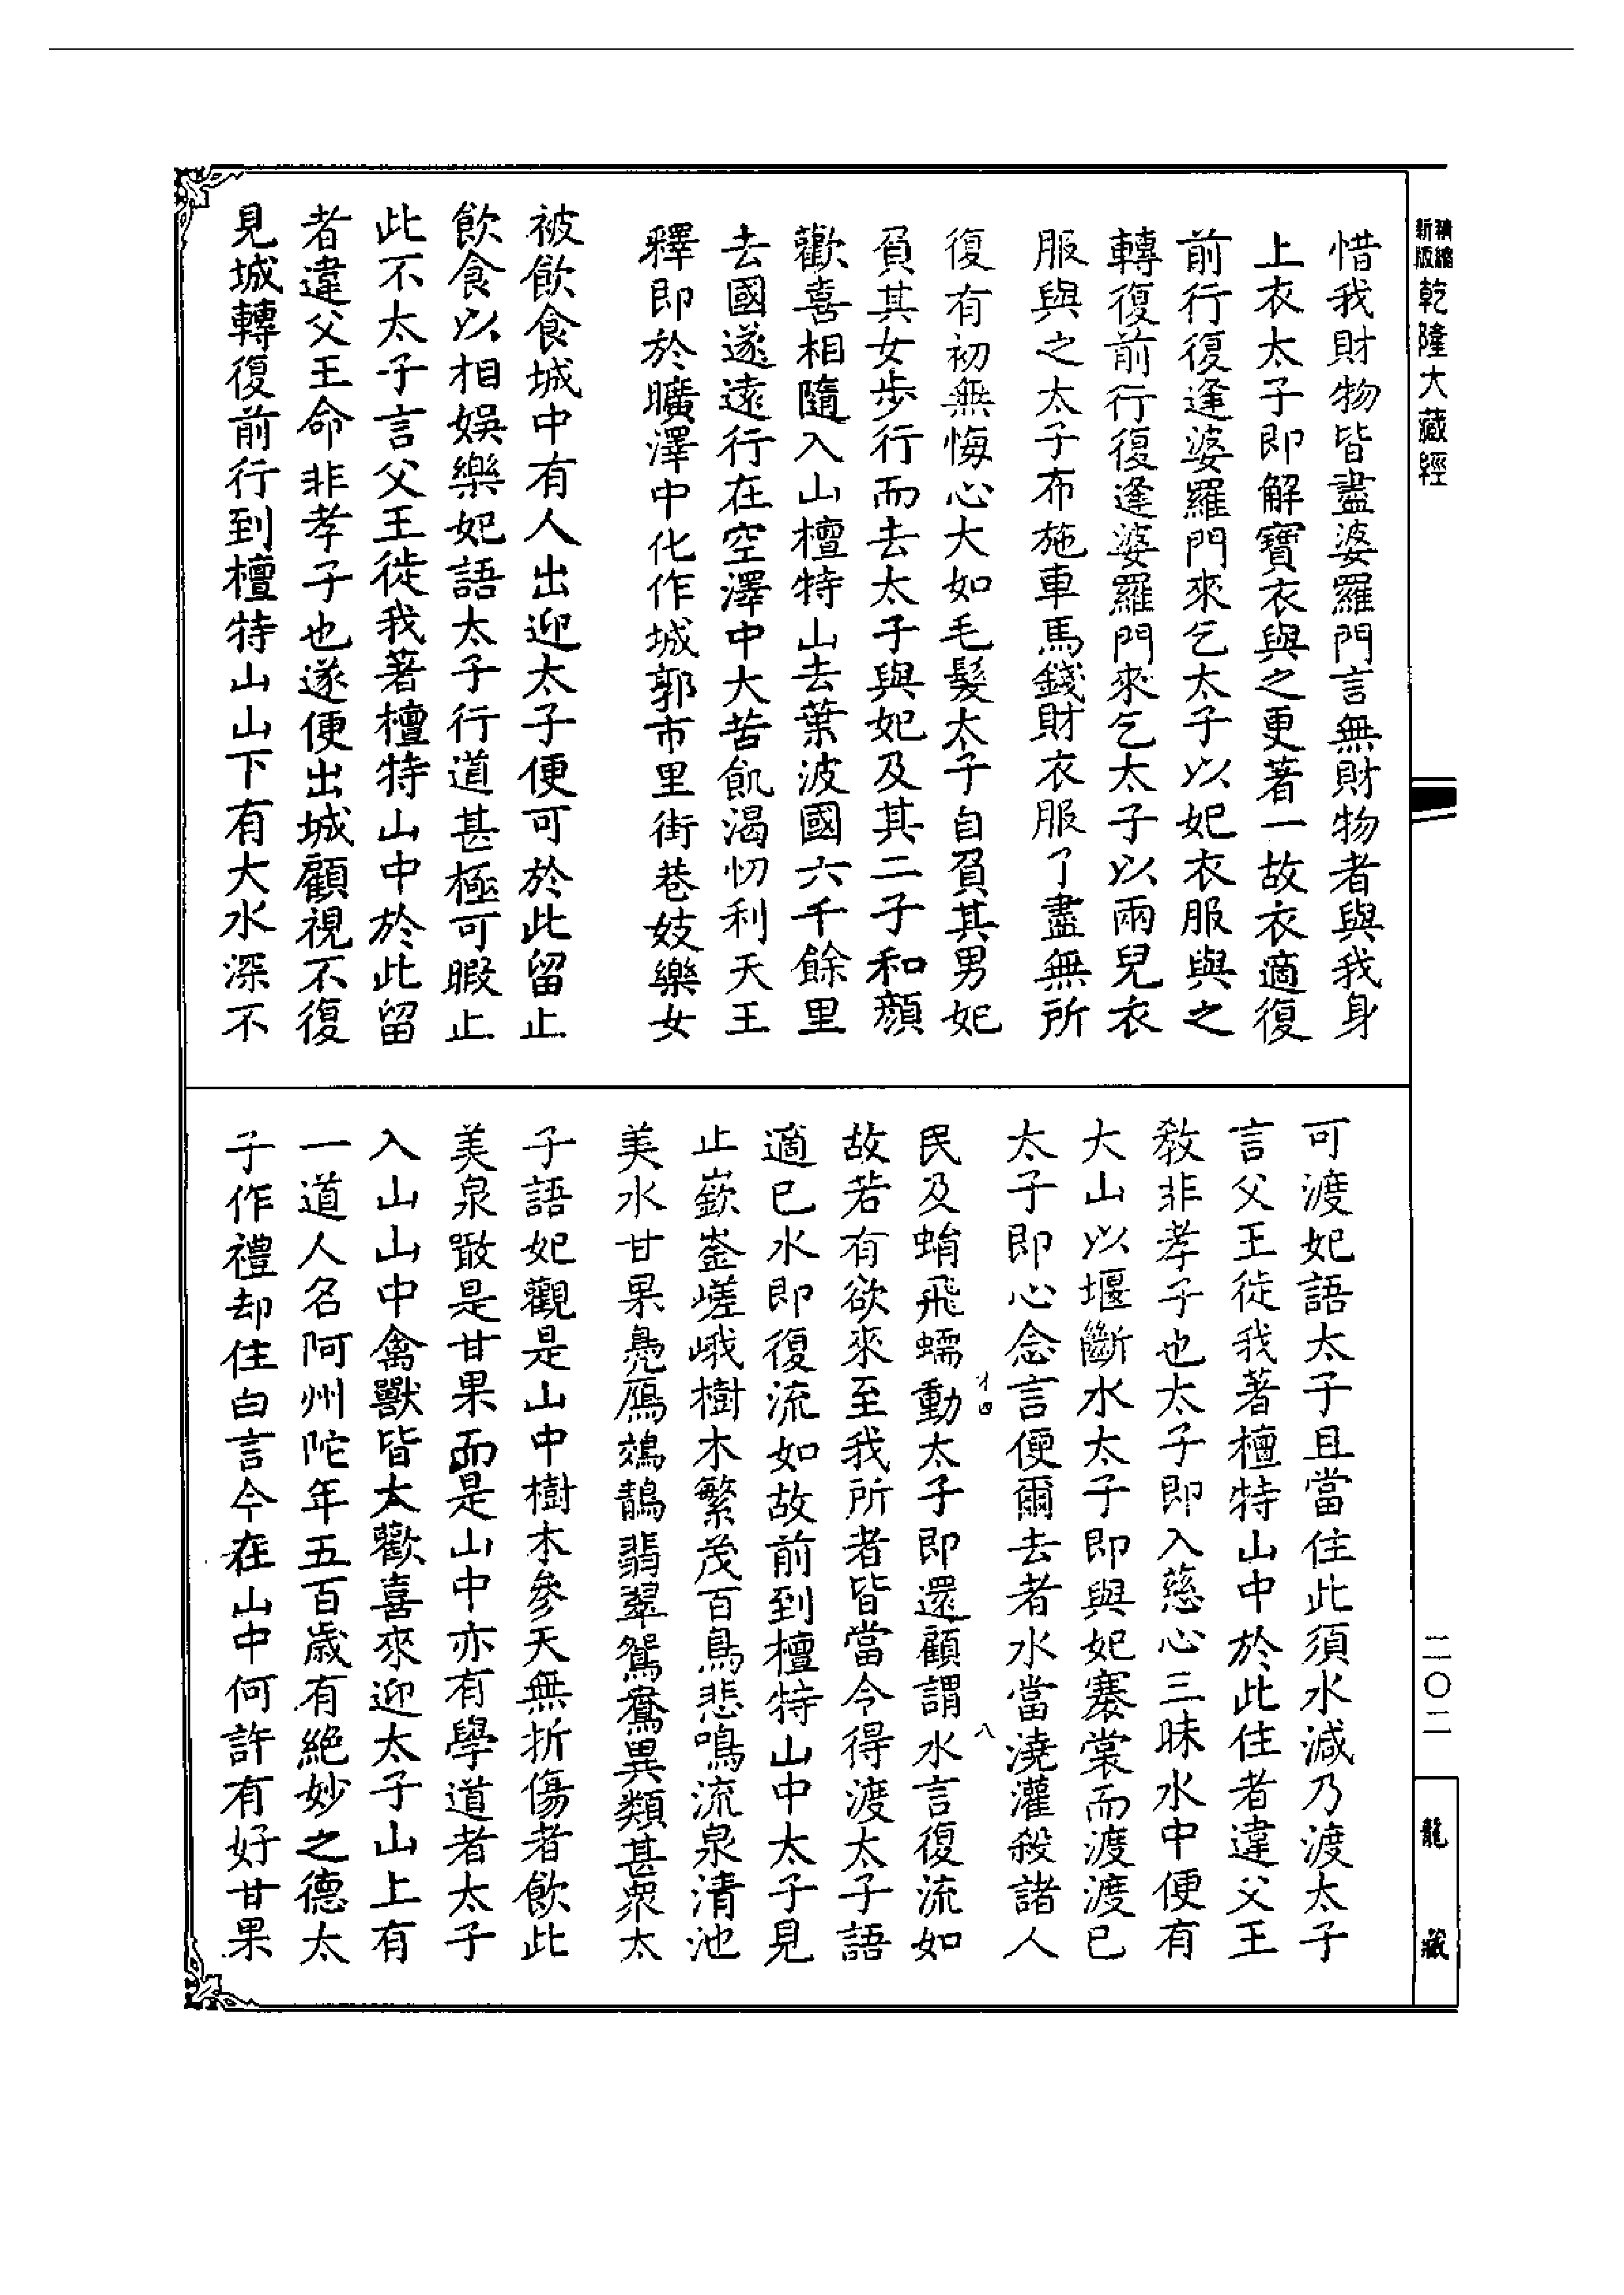 精縮新版乾隆大藏經
惜我財物皆盡婆羅門言無財物者與我身
上衣太子即解寶衣與之更著一故衣適復
前行復逢婆羅門來乞太子以妃衣服與之
轉復前行復逢婆羅門來乞太子以兩兒衣
服與之太子布施車馬錢財衣服了盡無所
復有初無悔心大如毛髮太子自負其男妃
負其女步行而去太子與妃及其二子和顏
歡喜相隨入山檀特山去葉波國六千餘里
去國遂遠行在空澤中大苦飢渴忉利天王
釋即於曠澤中化作城郭市里街巷妓樂女
被飲食城中有人出迎太子便可於此留止
飲食以相娛樂妃語太子行道甚極可暇止
此不太子言父王徙我著檀特山中於此留
者違父王命非孝子也遂便出城顧視不復
見城轉復前行到檀特山山下有大水深不
可渡妃語太子且當住此須水減乃渡太子
言父王徙我著檀特山中於此住者違父王
教非孝子也太子即入慈心三昧水中便有
大山以堰斷水太子即與妃褰裳而渡渡已
太子即心念言便爾去者水當澆灌殺諸人
民及蜎飛蠕動太子即還顧謂水言復流如
才四
八
故若有欲來至我所者皆當令得渡太子語
適已水即復流如故前到檀特山中太子見
止嶔崟嵯峨樹木繁茂百鳥悲鳴流泉清池
美水甘果鳧鴈鵁鶄翡翠鴛鴦異類甚眾太
子語妃觀是山中樹木參天無折傷者飲此
美泉噉是甘果而是山中亦有學道者太子
入山山中禽獸皆大歡喜來迎太子山上有
一道人名阿州陀年五百歲有絕妙之德太
子作禮却住白言今在山中何許有好甘果
二〇二
龍藏